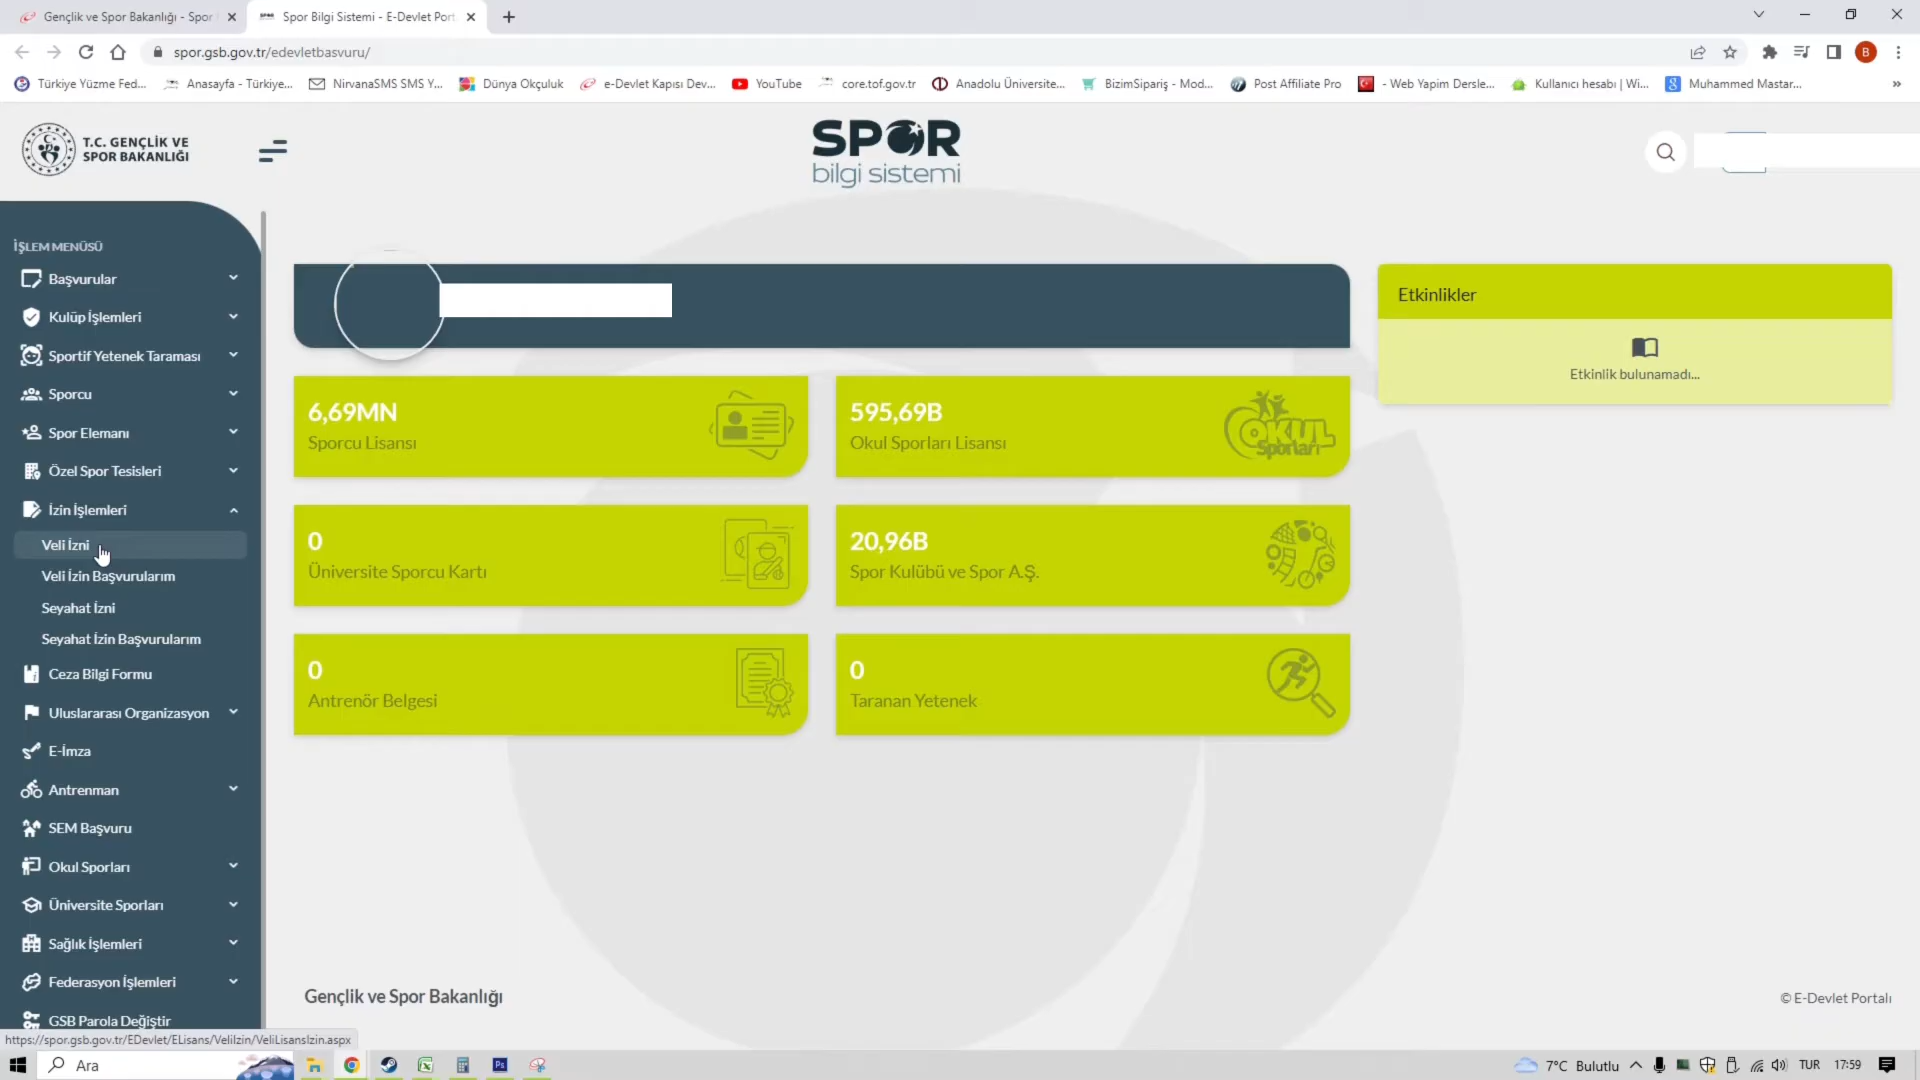 Gençlik ve Spor Bakanlığı - Spor
Spor Bilgi Sistemi - E-Devlet Port
spor.gsb.gov.tr/edevletbasvuru/
B
Türkiye Yüzme Fed...
Anasayfa - Türkiye...
NirvanaSMS SMS Y...
Dünya Okçuluk
e-Devlet Kapısı Dev...
YouTube
core.tof.gov.tr
Anadolu Üniversite...
BizimSipariş - Mod...
Post Affiliate Pro
- Web Yapim Dersle...
Kullanıcı hesabı | Wi...
Muhammed Mastar...
»
T.C. GENÇLİK VE
SPOR BAKANLIĞI
SPOR
bilgi sistemi
İŞLEM MENÜSÜ
Başvurular
Kulüp İşlemleri
Sportif Yetenek Taraması
Sporcu
Spor Elemanı
Özel Spor Tesisleri
İzin İşlemleri
Veli İzni
Veli İzin Başvurularım
Seyahat İzni
Seyahat İzin Başvurularım
Ceza Bilgi Formu
Uluslararası Organizasyon
E-İmza
Antrenman
SEM Başvuru
Okul Sporları
Üniversite Sporları
Sağlık İşlemleri
Federasyon İşlemleri
GSB Parola Değiştir
6,69MN
Sporcu Lisansı
595,69B
Okul Sporları Lisansı
OKUL
Sporları
0
Üniversite Sporcu Kartı
20,96B
Spor Kulübü ve Spor A.Ş.
0
Antrenör Belgesi
0
Taranan Yetenek
Etkinlikler
Etkinlik bulunamadı...
Gençlik ve Spor Bakanlığı
© E-Devlet Portalı
https://spor.gsb.gov.tr/EDevlet/ELisans/VeliIzin/VeliLisansIzin.aspx
Ara
Ps
7°C Bulutlu
TUR
17:59